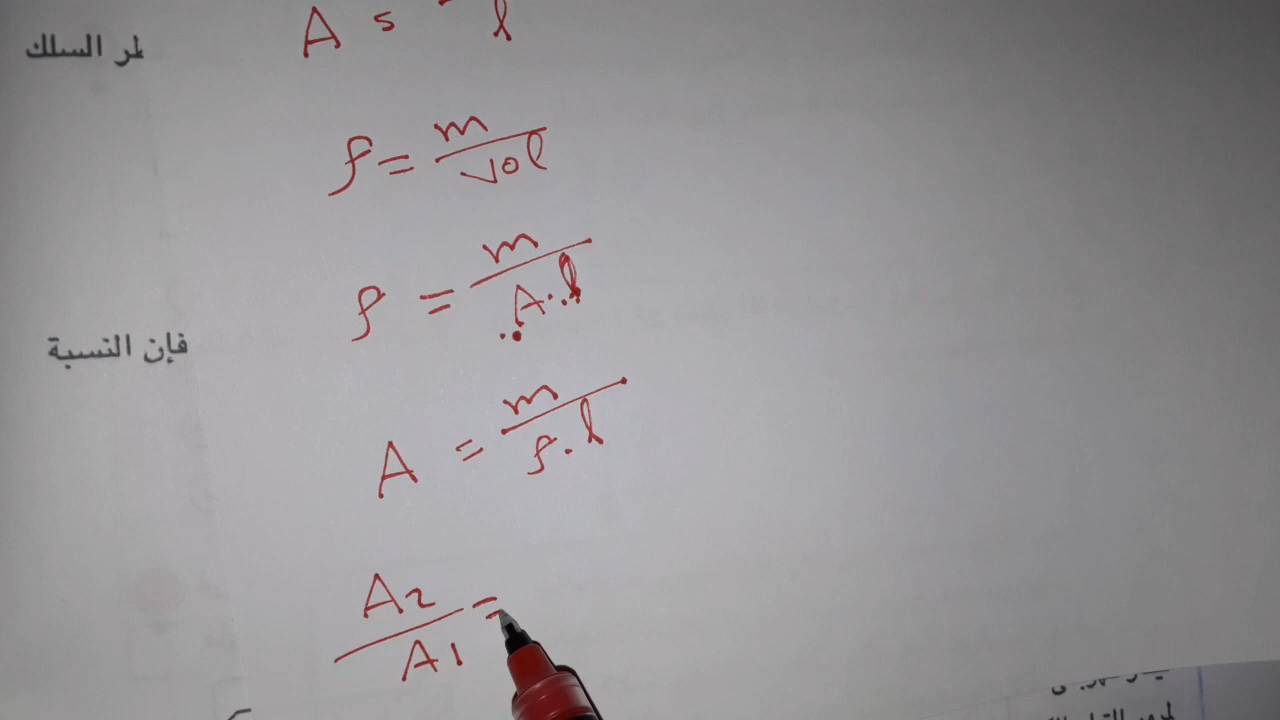 A = l
لمر السلك
ρ = m / vol
ρ = m / A . l
فإن النسبة
A = m / ρ . l
A2 / A1 =